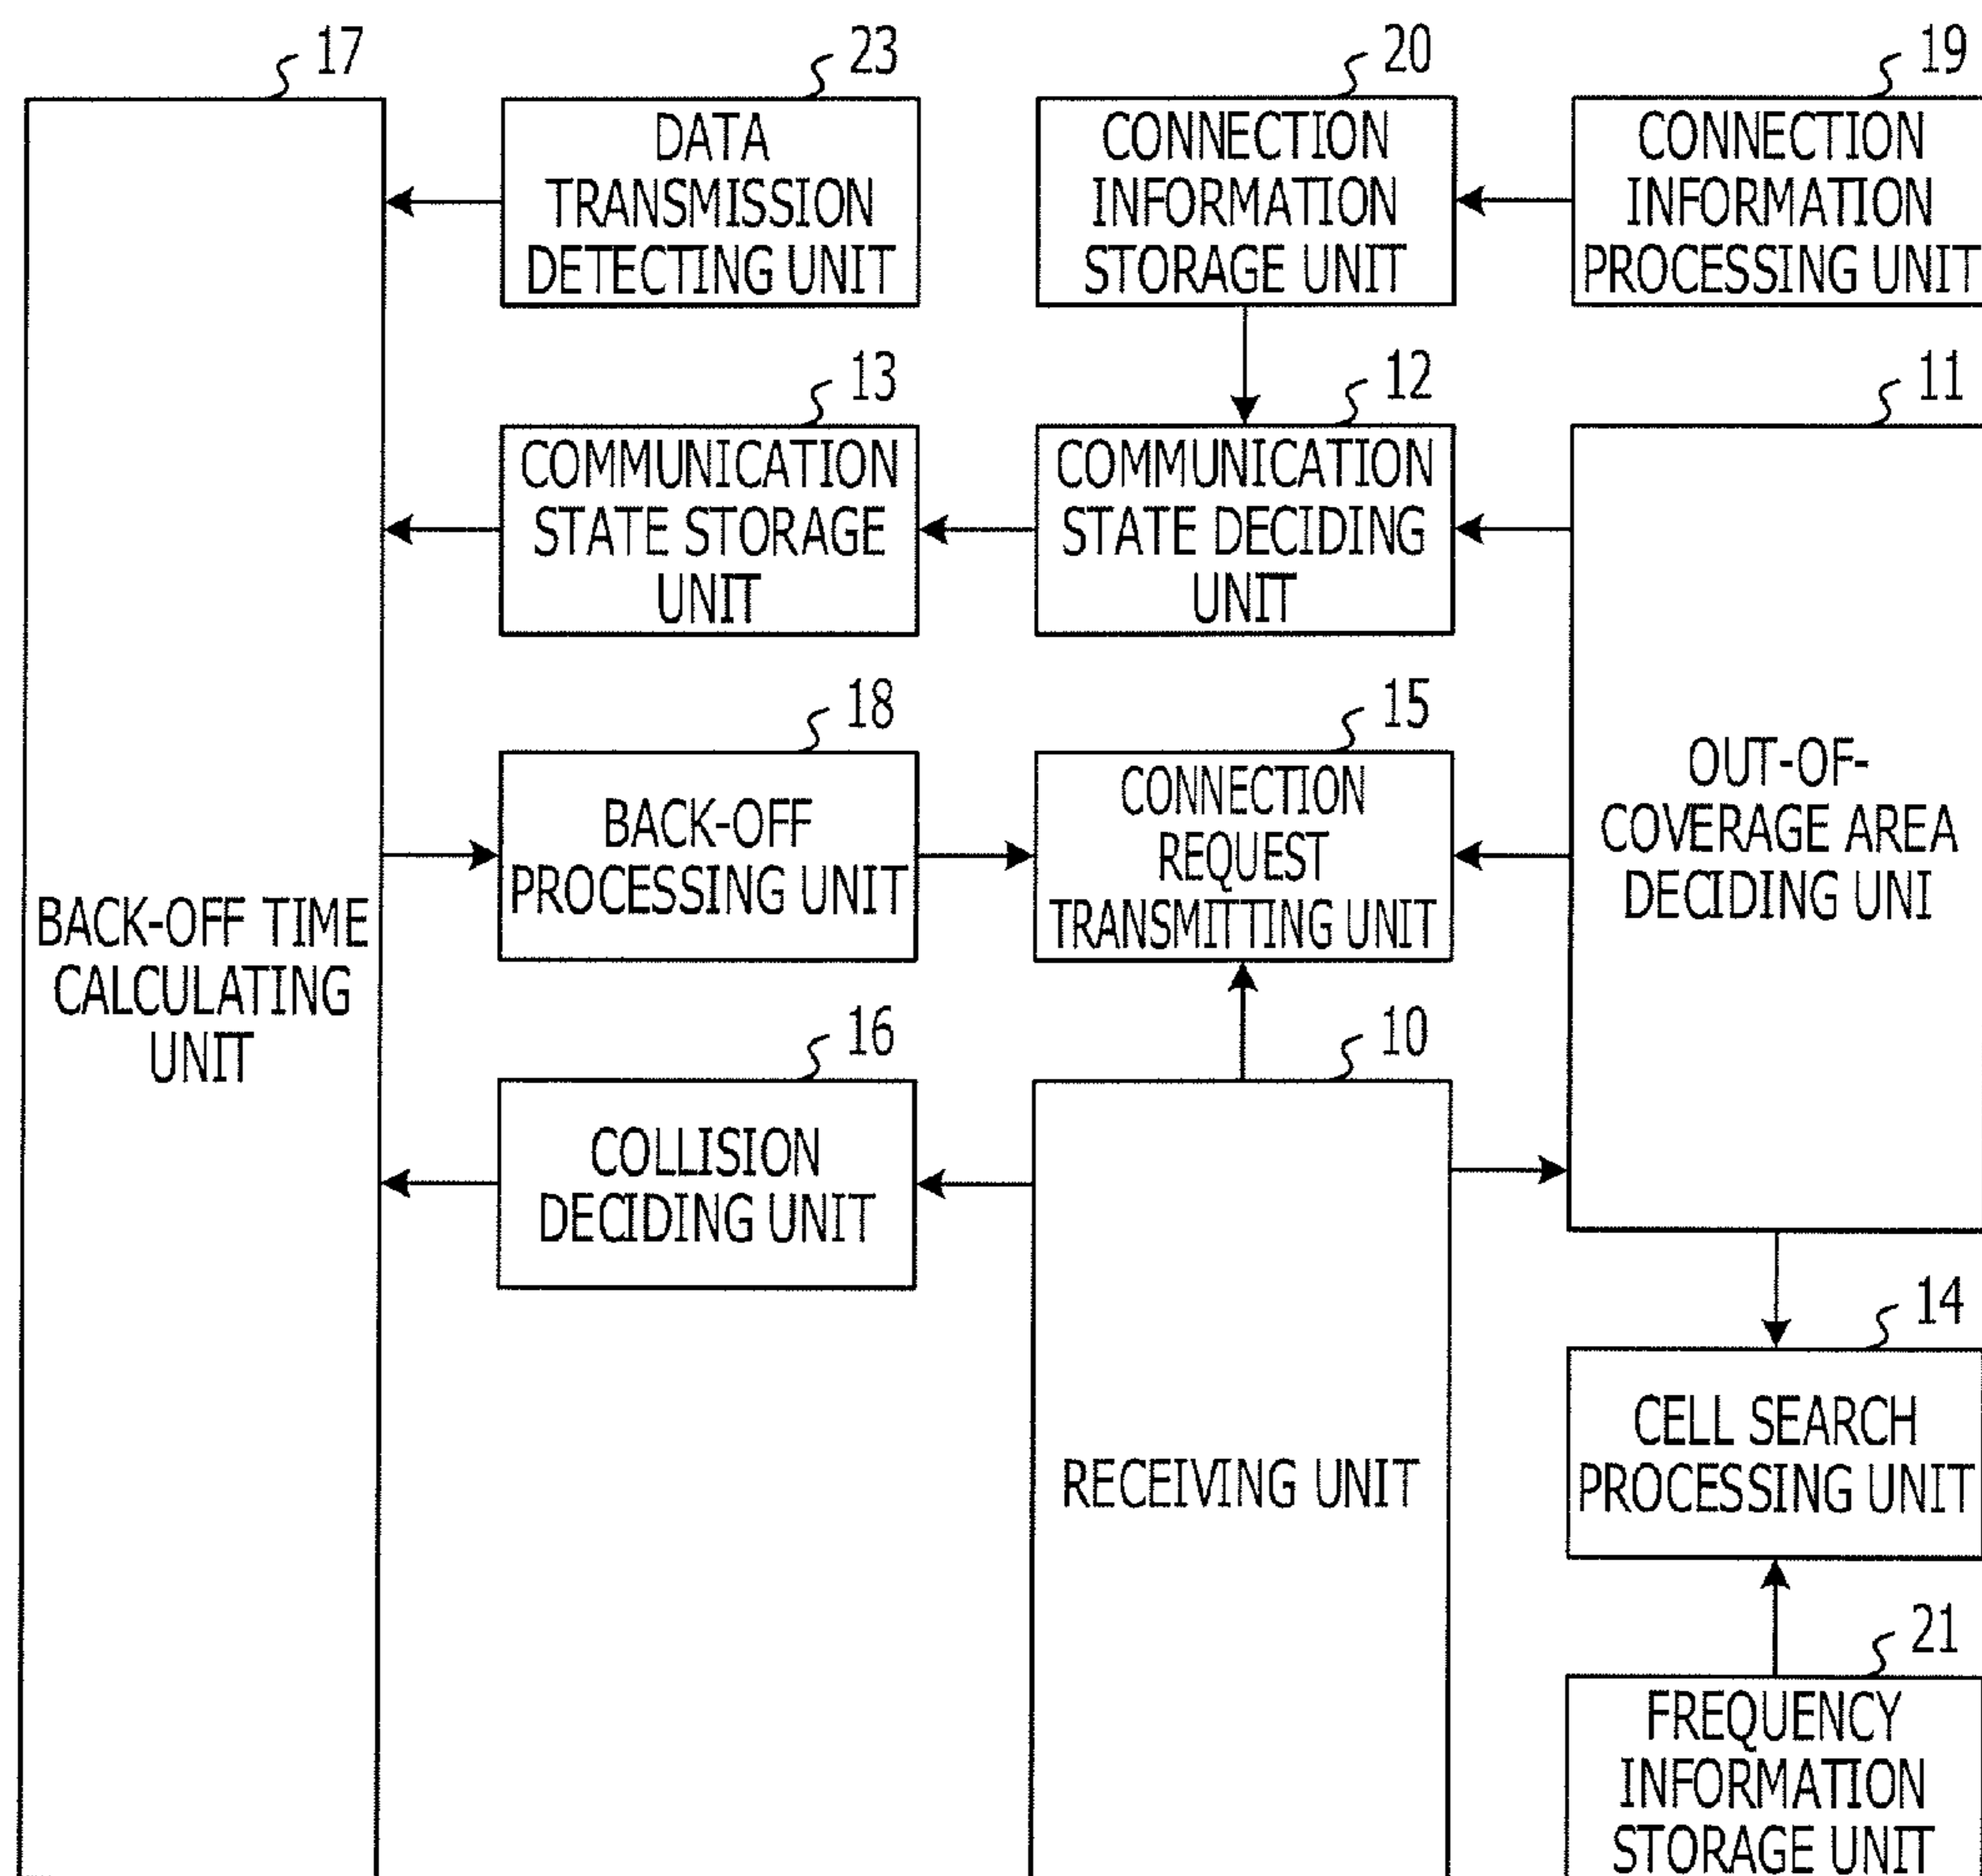 17
23
20
19
DATA
TRANSMISSION
DETECTING UNIT
CONNECTION
INFORMATION
STORAGE UNIT
CONNECTION
INFORMATION
PROCESSING UNIT
13
12
11
COMMUNICATION
STATE STORAGE
UNIT
COMMUNICATION
STATE DECIDING
UNIT
OUT-OF-
COVERAGE AREA
DECIDING UNI
18
15
BACK-OFF
PROCESSING UNIT
CONNECTION
REQUEST
TRANSMITTING UNIT
BACK-OFF TIME
CALCULATING
UNIT
16
10
COLLISION
DECIDING UNIT
RECEIVING UNIT
14
CELL SEARCH
PROCESSING UNIT
21
FREQUENCY
INFORMATION
STORAGE UNIT